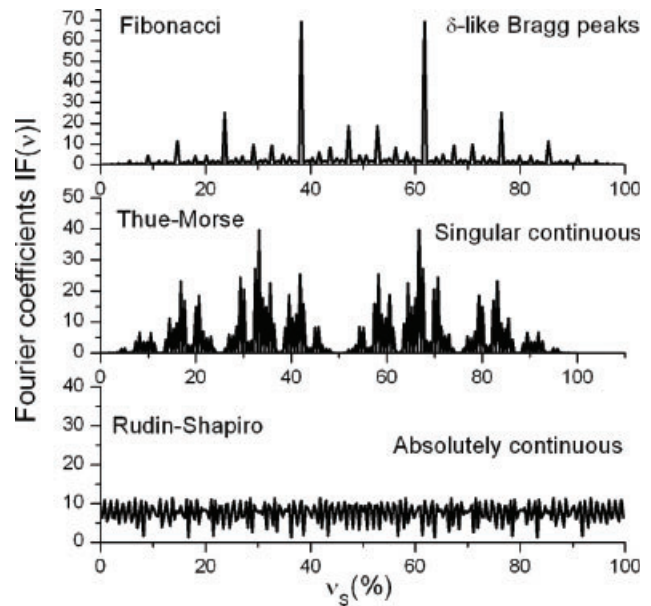 Fourier coefficients |F(ν)|
70
60
50
40
30
20
10
0
Fibonacci
δ-like Bragg peaks
0 20 40 60 80 100
50
40
30
20
10
0
Thue-Morse
Singular continuous
0 20 40 60 80 100
40
30
20
10
0
Rudin-Shapiro
Absolutely continuous
0 20 40 60 80 100
νS(%)